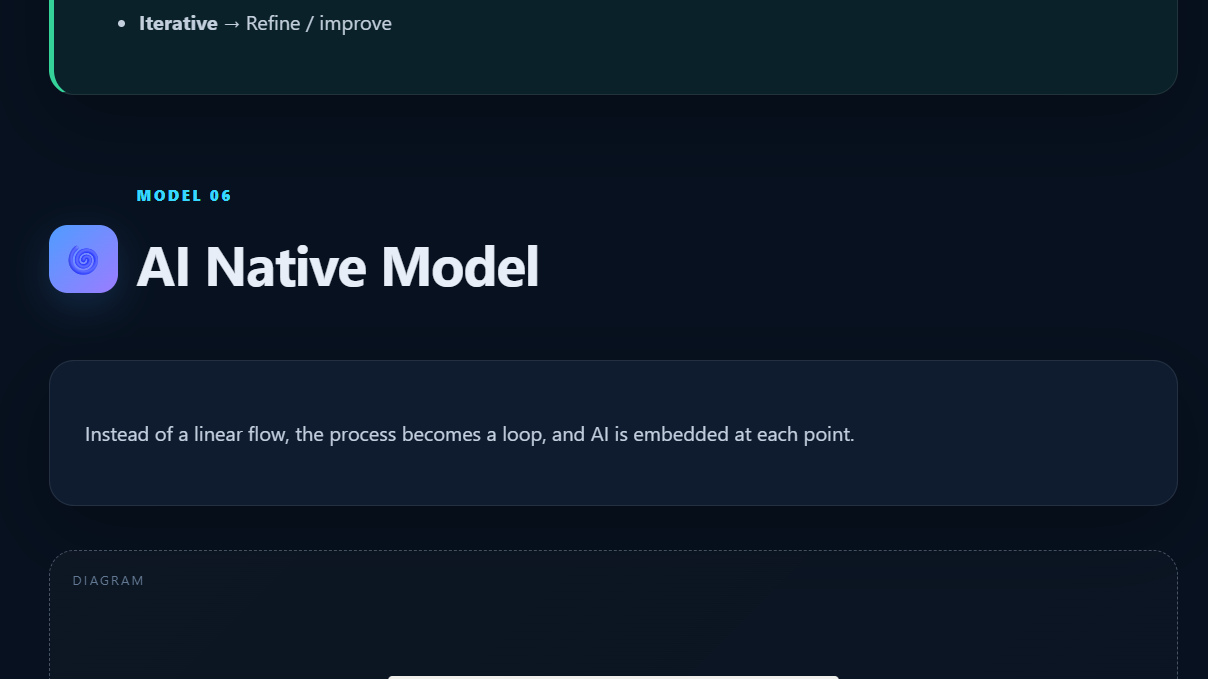 • Iterative → Refine / improve
MODEL 06
AI Native Model
Instead of a linear flow, the process becomes a loop, and AI is embedded at each point.
DIAGRAM